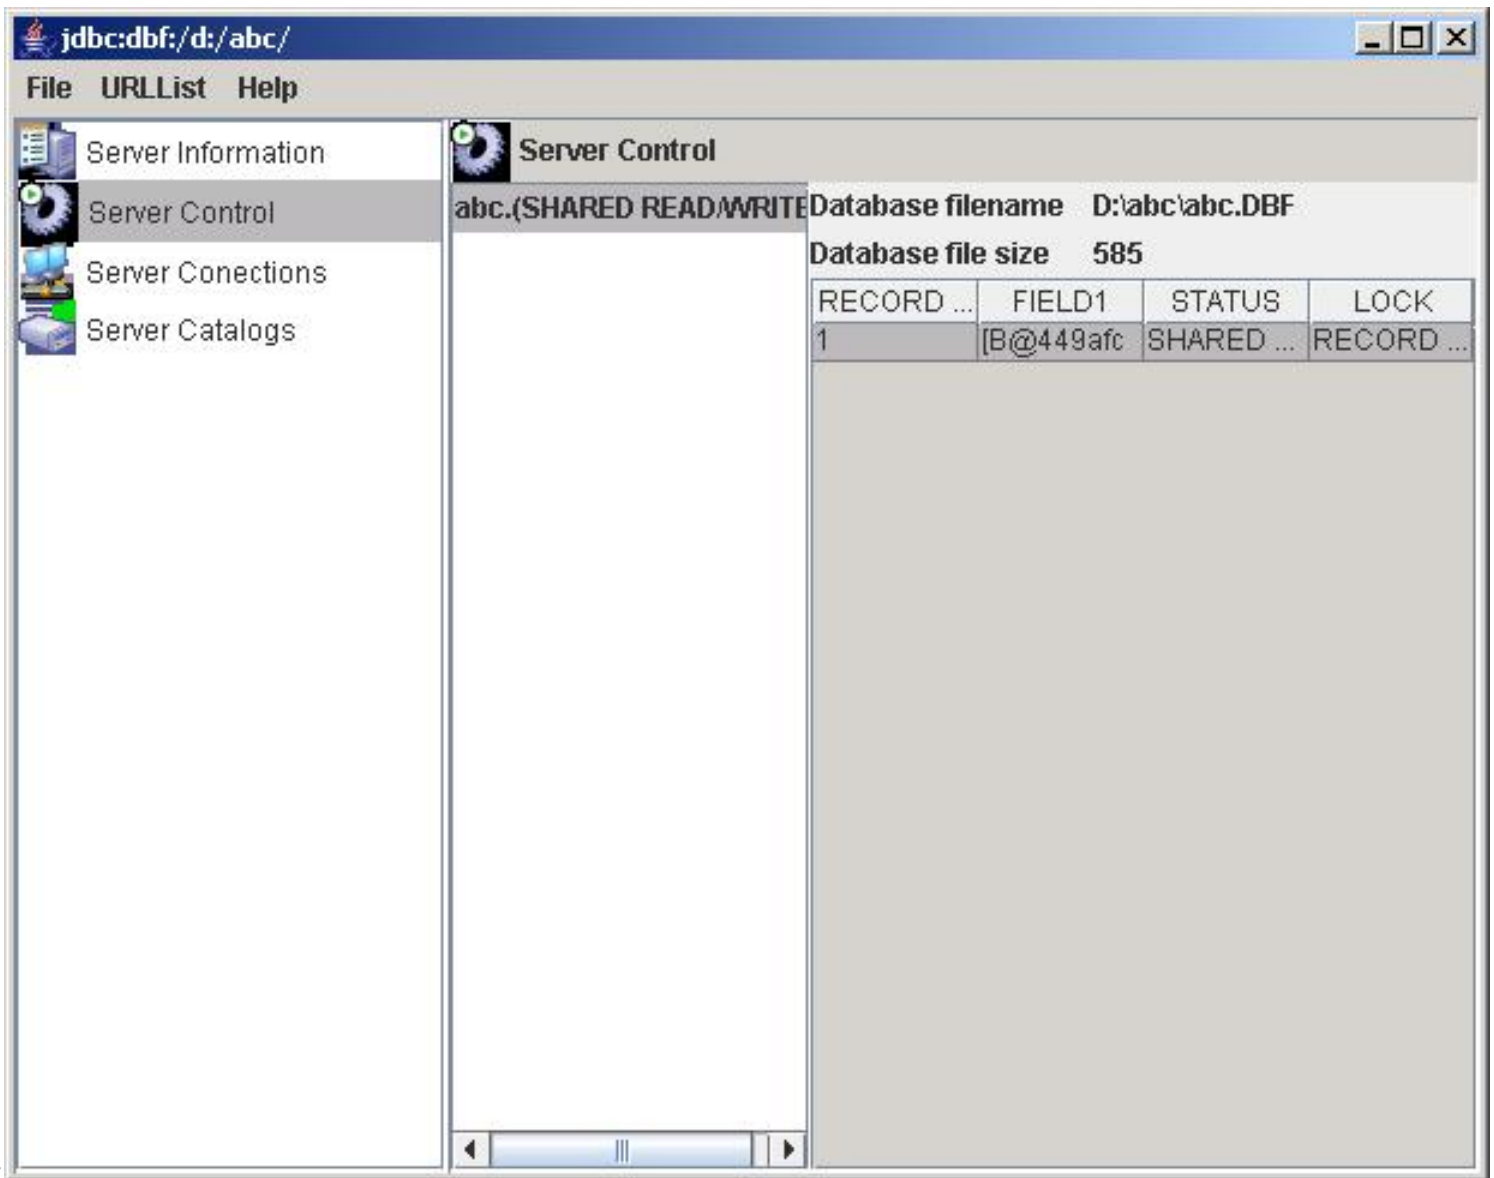 jdbc:dbf:/d:/abc/
File URLList Help
Server Information
Server Control
Server Conections
Server Catalogs
Server Control
abc.(SHARED READ/WRITE
Database filename D:\abc\abc.DBF
Database file size 585
RECORD ... FIELD1 STATUS LOCK
1 [B@449afc SHARED ... RECORD ...